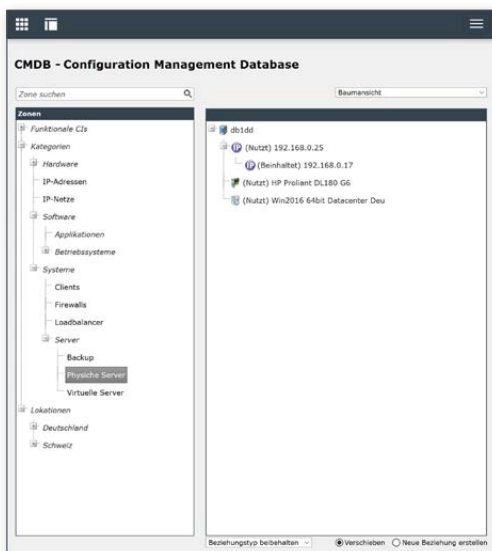 CMDB - Configuration Management Database
Zone suchen
Baumansicht
Zonen
Funktionale CIs
Kategorien
Hardware
IP-Adressen
IP-Netze
Software
Applikationen
Betriebssysteme
Systeme
Clients
Firewalls
Loadbalancer
Server
Backup
Physiche Server
Virtuelle Server
Lokationen
Deutschland
Schweiz
db1dd
IP (Nutzt) 192.168.0.25
IP (Beinhaltet) 192.168.0.17
(Nutzt) HP Proliant DL180 G6
(Nutzt) Win2016 64bit Datacenter Deu
Beziehungstyp beibehalten
Verschieben
Neue Beziehung erstellen